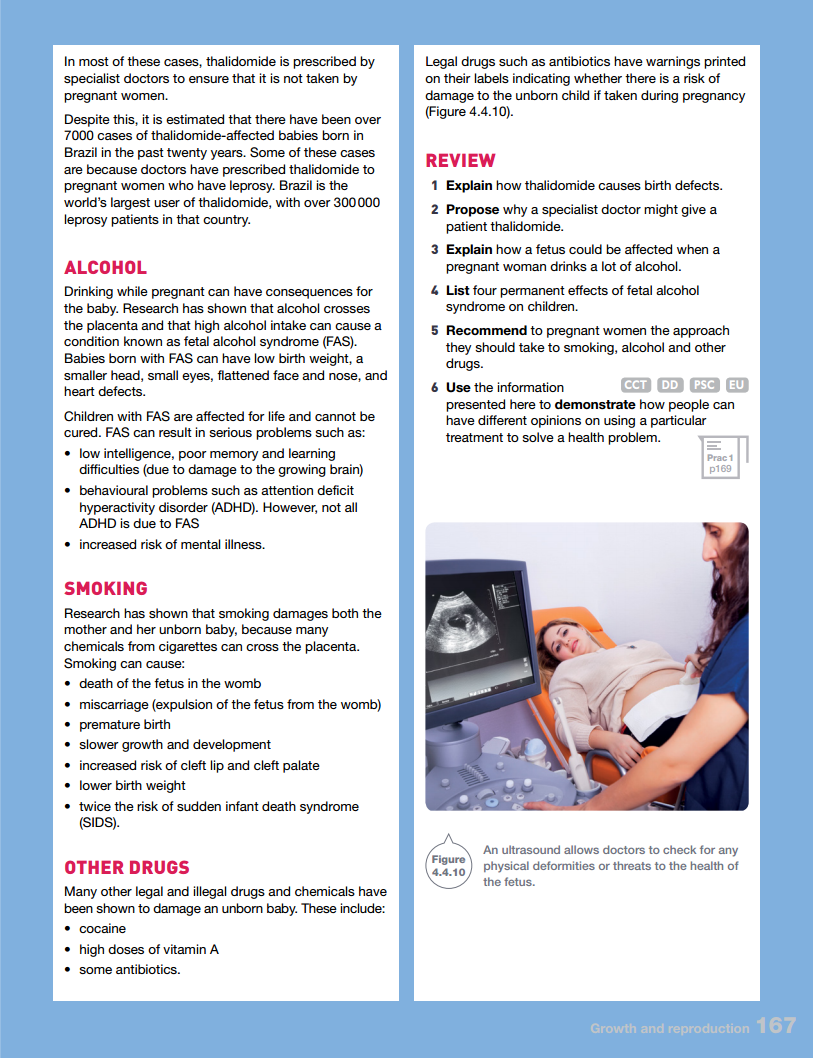 In most of these cases, thalidomide is prescribed by
specialist doctors to ensure that it is not taken by
pregnant women.
Despite this, it is estimated that there have been over
7000 cases of thalidomide-affected babies born in
Brazil in the past twenty years. Some of these cases
are because doctors have prescribed thalidomide to
pregnant women who have leprosy. Brazil is the
world's largest user of thalidomide, with over 300 000
leprosy patients in that country.
ALCOHOL
Drinking while pregnant can have consequences for
the baby. Research has shown that alcohol crosses
the placenta and that high alcohol intake can cause a
condition known as fetal alcohol syndrome (FAS).
Babies born with FAS can have low birth weight, a
smaller head, small eyes, flattened face and nose, and
heart defects.
Children with FAS are affected for life and cannot be
cured. FAS can result in serious problems such as:
• low intelligence, poor memory and learning
difficulties (due to damage to the growing brain)
• behavioural problems such as attention deficit
hyperactivity disorder (ADHD). However, not all
ADHD is due to FAS
• increased risk of mental illness.
SMOKING
Research has shown that smoking damages both the
mother and her unborn baby, because many
chemicals from cigarettes can cross the placenta.
Smoking can cause:
• death of the fetus in the womb
• miscarriage (expulsion of the fetus from the womb)
• premature birth
• slower growth and development
• increased risk of cleft lip and cleft palate
• lower birth weight
• twice the risk of sudden infant death syndrome
(SIDS).
OTHER DRUGS
Many other legal and illegal drugs and chemicals have
been shown to damage an unborn baby. These include:
• cocaine
• high doses of vitamin A
• some antibiotics.
Legal drugs such as antibiotics have warnings printed
on their labels indicating whether there is a risk of
damage to the unborn child if taken during pregnancy
(Figure 4.4.10).
REVIEW
1 Explain how thalidomide causes birth defects.
2 Propose why a specialist doctor might give a
patient thalidomide.
3 Explain how a fetus could be affected when a
pregnant woman drinks a lot of alcohol.
4 List four permanent effects of fetal alcohol
syndrome on children.
5 Recommend to pregnant women the approach
they should take to smoking, alcohol and other
drugs.
6 Use the information CCT DD PSC EU
presented here to demonstrate how people can
have different opinions on using a particular
treatment to solve a health problem.
Prac 1
p169
Figure
4.4.10
An ultrasound allows doctors to check for any
physical deformities or threats to the health of
the fetus.
Growth and reproduction 167